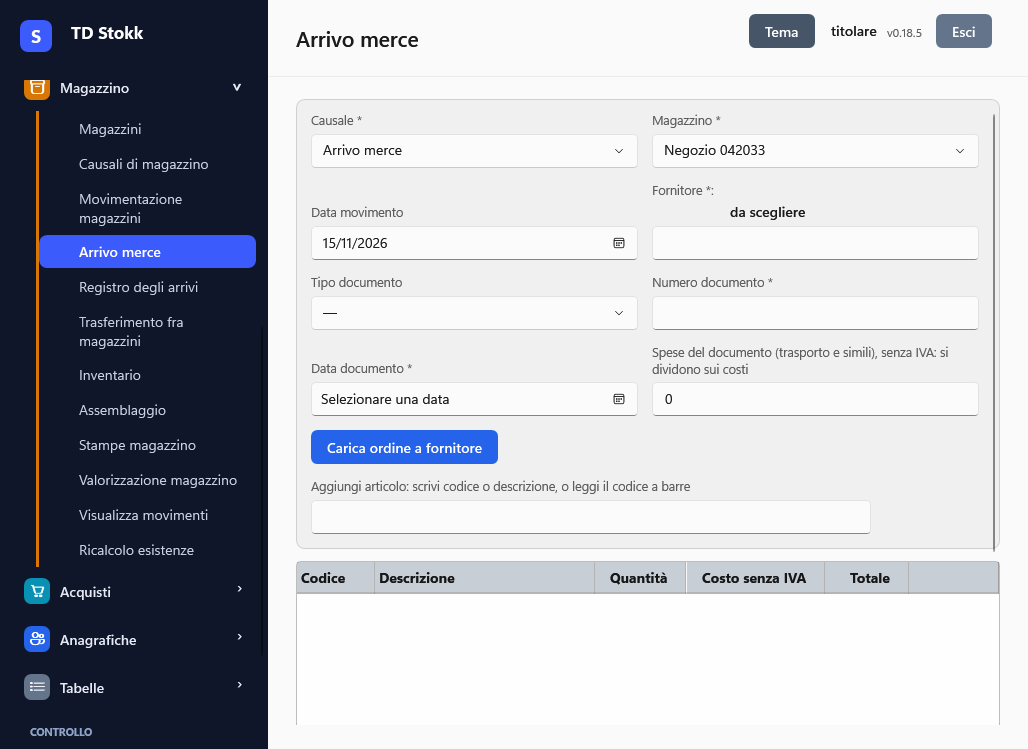 S
TD Stokk
Magazzino
Magazzini
Causali di magazzino
Movimentazione
magazzini
Arrivo merce
Registro degli arrivi
Trasferimento fra
magazzini
Inventario
Assemblaggio
Stampe magazzino
Valorizzazione magazzino
Visualizza movimenti
Ricalcolo esistenze
Acquisti
Anagrafiche
Tabelle
CONTROLLO
Arrivo merce
Tema
titolare
v0.18.5
Esci
Causale *
Magazzino *
Arrivo merce
Negozio 042033
Fornitore *:
Data movimento
da scegliere
15/11/2026
Tipo documento
Numero documento *
—
Spese del documento (trasporto e simili), senza IVA: si
dividono sui costi
Data documento *
Selezionare una data
0
Carica ordine a fornitore
Aggiungi articolo: scrivi codice o descrizione, o leggi il codice a barre
Codice
Descrizione
Quantità
Costo senza IVA
Totale